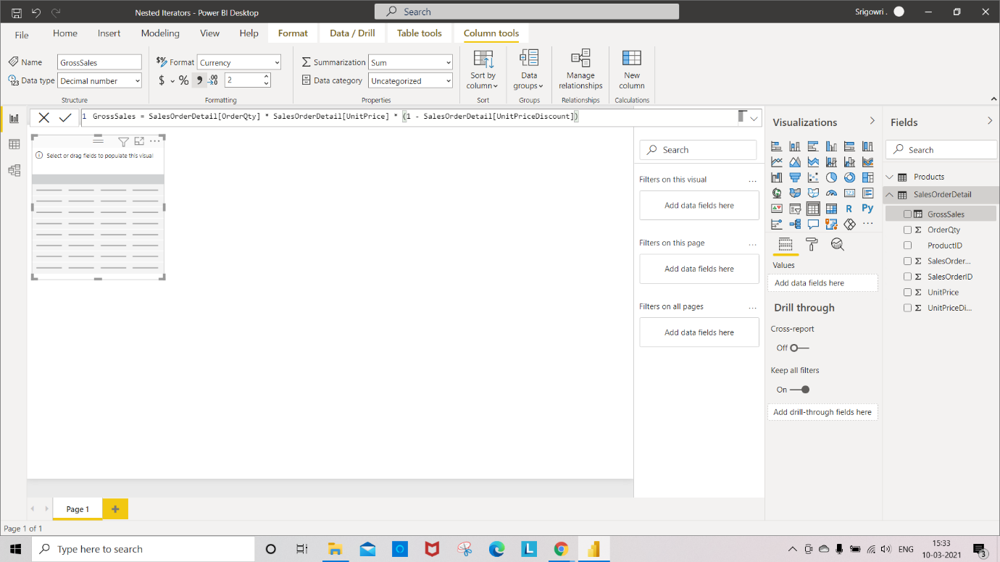 Nested Iterators - Power BI Desktop
Search
Srigowri .
File Home Insert Modeling View Help Format Data / Drill Table tools Column tools
Name GrossSales
Data type Decimal number
Structure
$% Format Currency
$ % 2
Formatting
Summarization Sum
Data category Uncategorized
Properties
Sort by column
Sort
Data groups
Groups
Manage relationships
Relationships
New column
Calculations
1 GrossSales = SalesOrderDetail[OrderQty] * SalesOrderDetail[UnitPrice] * (1 - SalesOrderDetail[UnitPriceDiscount])
Select or drag fields to populate this visual
Search
Filters on this visual ...
Add data fields here
Filters on this page ...
Add data fields here
Filters on all pages ...
Add data fields here
Visualizations
R Py
...
Values
Add data fields here
Drill through
Cross-report
Off
Keep all filters
On
Add drill-through fields here
Fields
Search
Products
SalesOrderDetail
GrossSales
OrderQty
ProductID
SalesOrder...
SalesOrderID
UnitPrice
UnitPriceDi...
Page 1 +
Page 1 of 1
Type here to search
L
ENG
15:33
10-03-2021
3